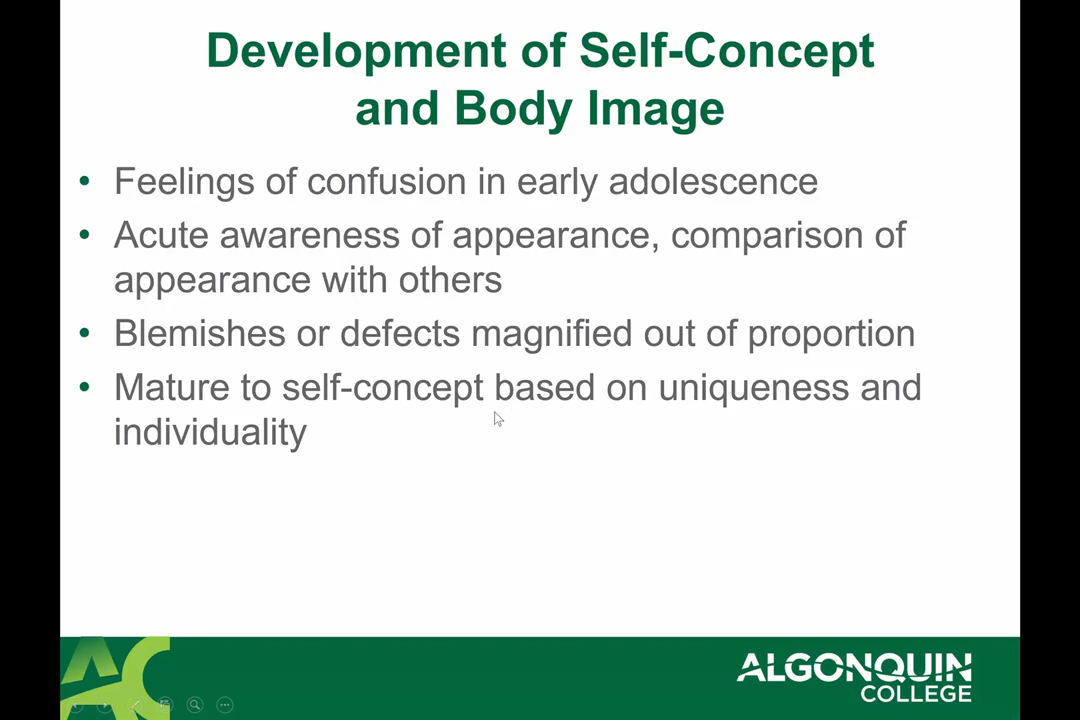 Development of Self-Concept
and Body Image
• Feelings of confusion in early adolescence
• Acute awareness of appearance, comparison of
appearance with others
• Blemishes or defects magnified out of proportion
• Mature to self-concept based on uniqueness and
individuality
AC
ALGONQUIN
COLLEGE